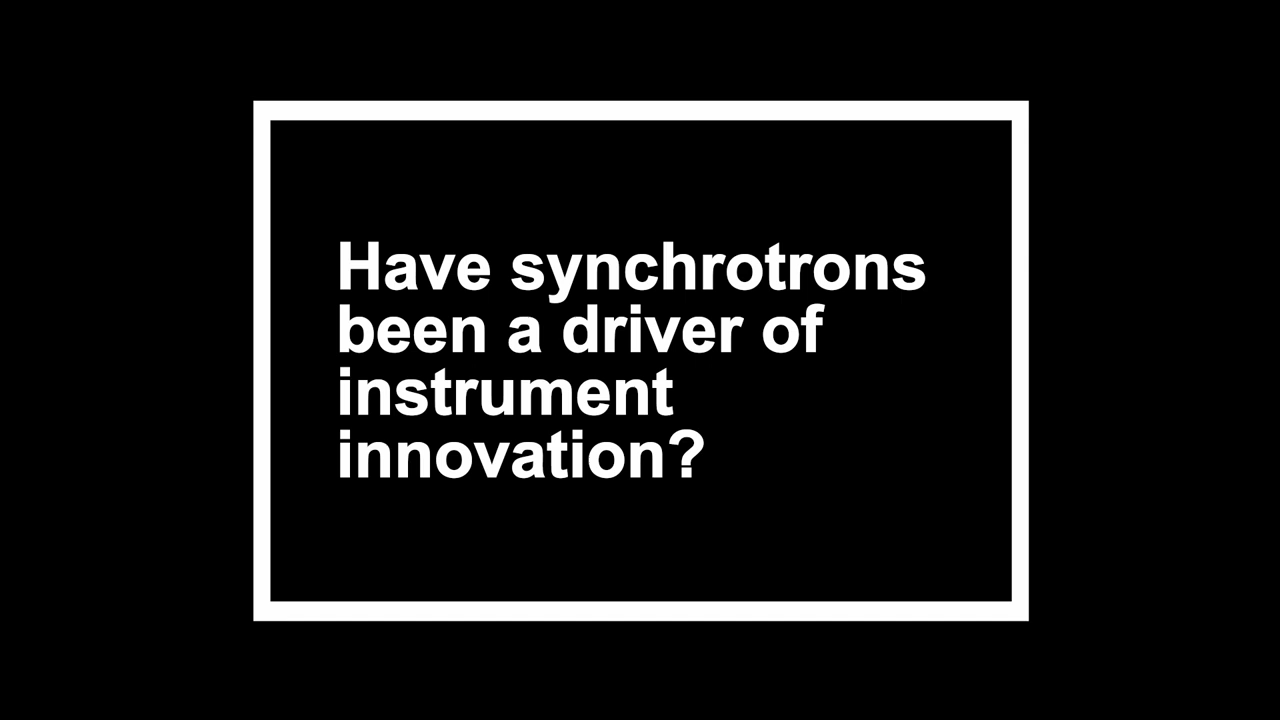 Have synchrotrons
been a driver of
instrument
innovation?